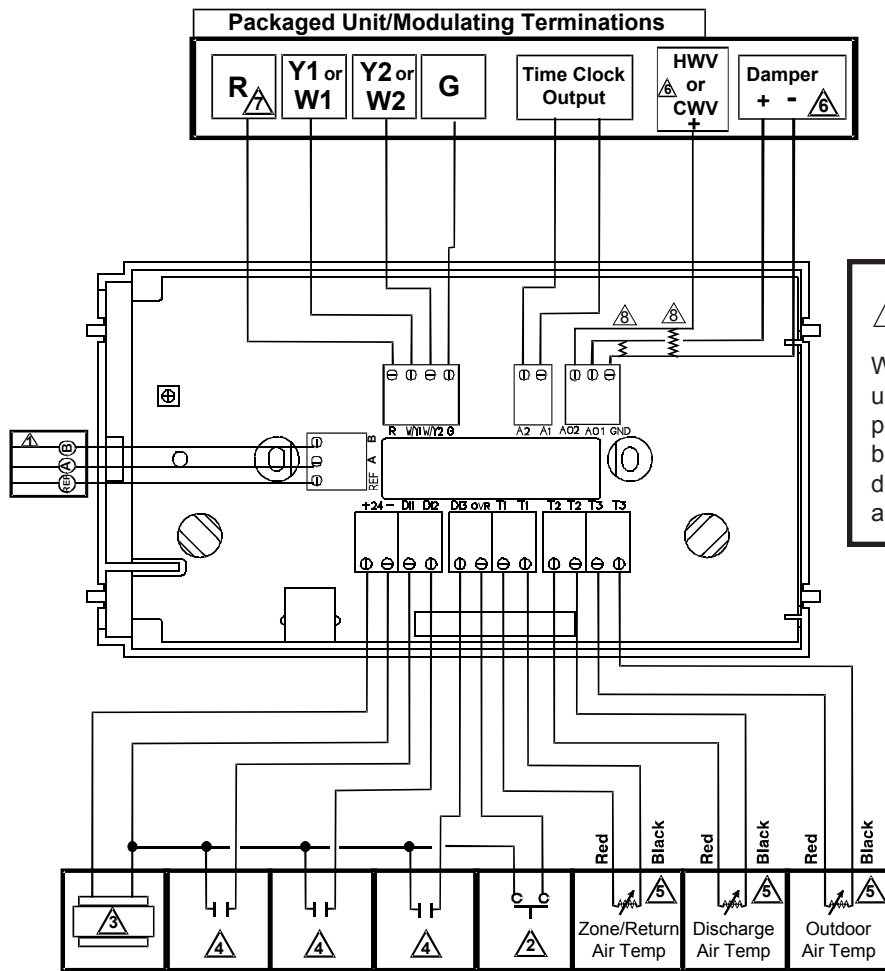 Packaged Unit/Modulating Terminations
R 7
Y1 or
W1
Y2 or
W2
G
Time Clock
Output
HWV
6 or
CWV
+
Damper
+ - 6
8 8
R W/Y1 W/Y2 G
A2 A1
AO2 AO1 GND
1
B
A
REF
B
A
REF
+24 - DI1 DI2
DI3 OVR T1 T1
T2 T2 T3 T3
W
u
p
b
d
a
Red
Black
Red
Black
Red
Black
3
4
4
4
2
5
Zone/Return
Air Temp
5
Discharge
Air Temp
5
Outdoor
Air Temp